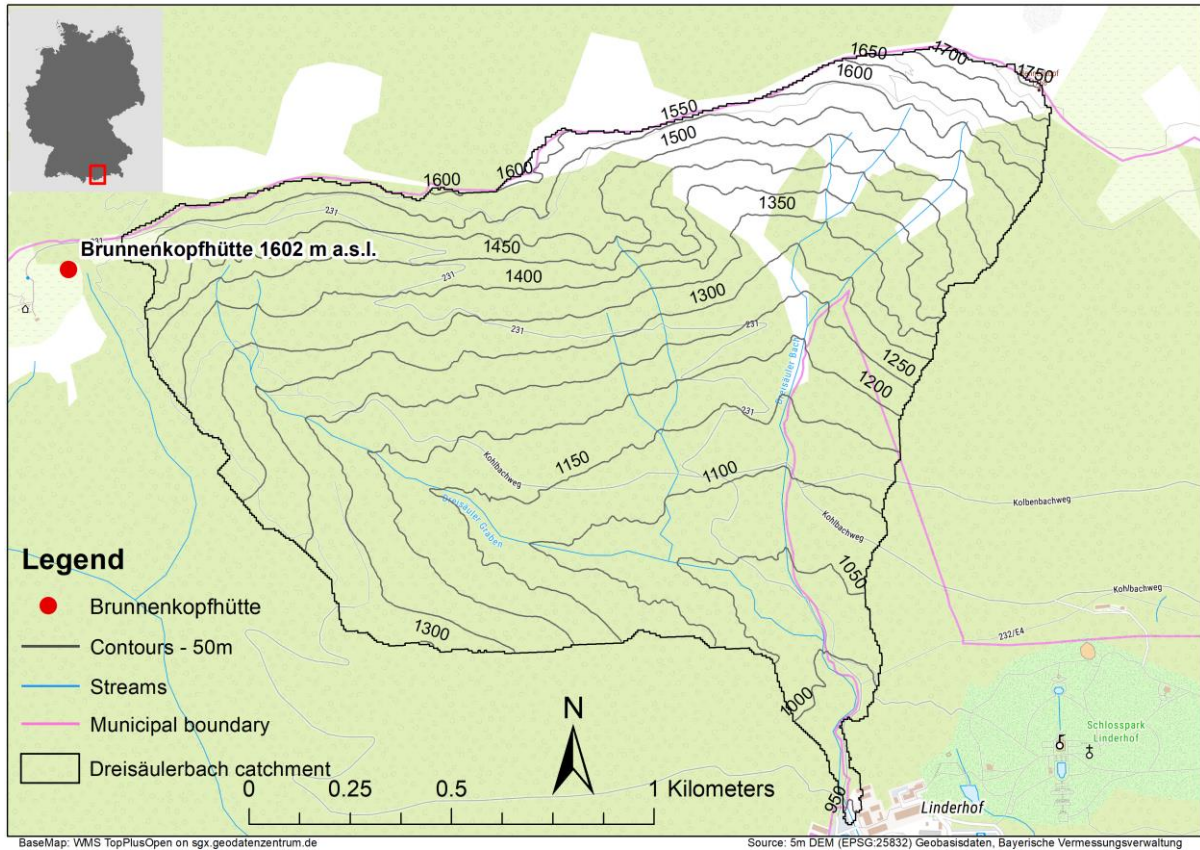 1700
1650
1750
1600
1550
1500
1600
1600
231
1350
231
Brunnenkopfhütte 1602 m a.s.l.
1450
231
1400
1300
231
231
1250
Dreisäuler Bach
1200
231
1150
1100
Kohlbachweg
Kolbenbachweg
Dreisäuler Graben
Kohlbachweg
1050
Kohlbachweg
Legend
Brunnenkopfhütte
1300
232/E4
Contours - 50m
Streams
1000
Municipal boundary
N
Schlosspark
Linderhof
Dreisäulerbach catchment
0 0.25 0.5 1 Kilometers
950
Linderhof
BaseMap: WMS TopPlusOpen on sgx.geodatenzentrum.de
Source: 5m DEM (EPSG:25832) Geobasisdaten, Bayerische Vermessungsverwaltung